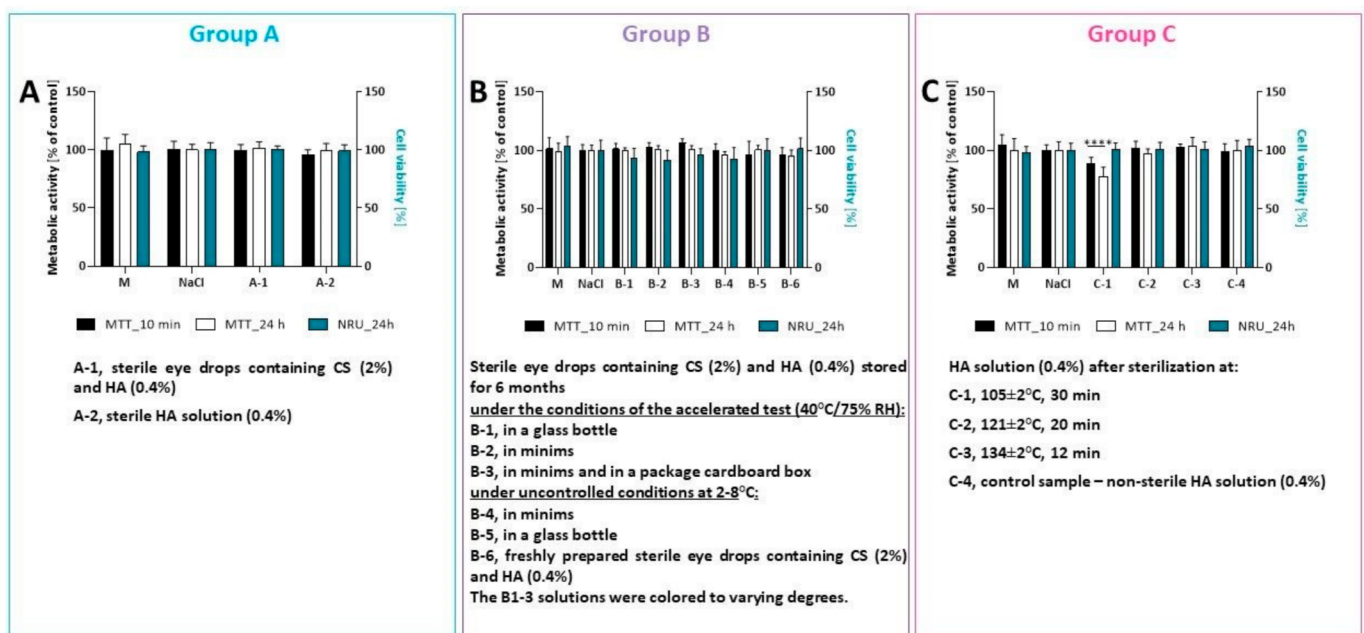 Group A
A
Metabolic activity [% of control]
150
100
50
0
150
100
50
0
Cell viability [%]
M NaCl A-1 A-2
MTT_10 min MTT_24 h NRU_24h
A-1, sterile eye drops containing CS (2%)
and HA (0.4%)
A-2, sterile HA solution (0.4%)
Group B
B
Metabolic activity [% of control]
150
100
50
0
150
100
50
0
Cell viability [%]
M NaCl B-1 B-2 B-3 B-4 B-5 B-6
MTT_10 min MTT_24 h NRU_24h
Sterile eye drops containing CS (2%) and HA (0.4%) stored
for 6 months
under the conditions of the accelerated test (40°C/75% RH):
B-1, in a glass bottle
B-2, in minims
B-3, in minims and in a package cardboard box
under uncontrolled conditions at 2-8°C:
B-4, in minims
B-5, in a glass bottle
B-6, freshly prepared sterile eye drops containing CS (2%)
and HA (0.4%)
The B1-3 solutions were colored to varying degrees.
Group C
C
Metabolic activity [% of control]
150
100
50
0
****
150
100
50
0
Cell viability [%]
M NaCl C-1 C-2 C-3 C-4
MTT_10 min MTT_24 h NRU_24h
HA solution (0.4%) after sterilization at:
C-1, 105±2°C, 30 min
C-2, 121±2°C, 20 min
C-3, 134±2°C, 12 min
C-4, control sample – non-sterile HA solution (0.4%)